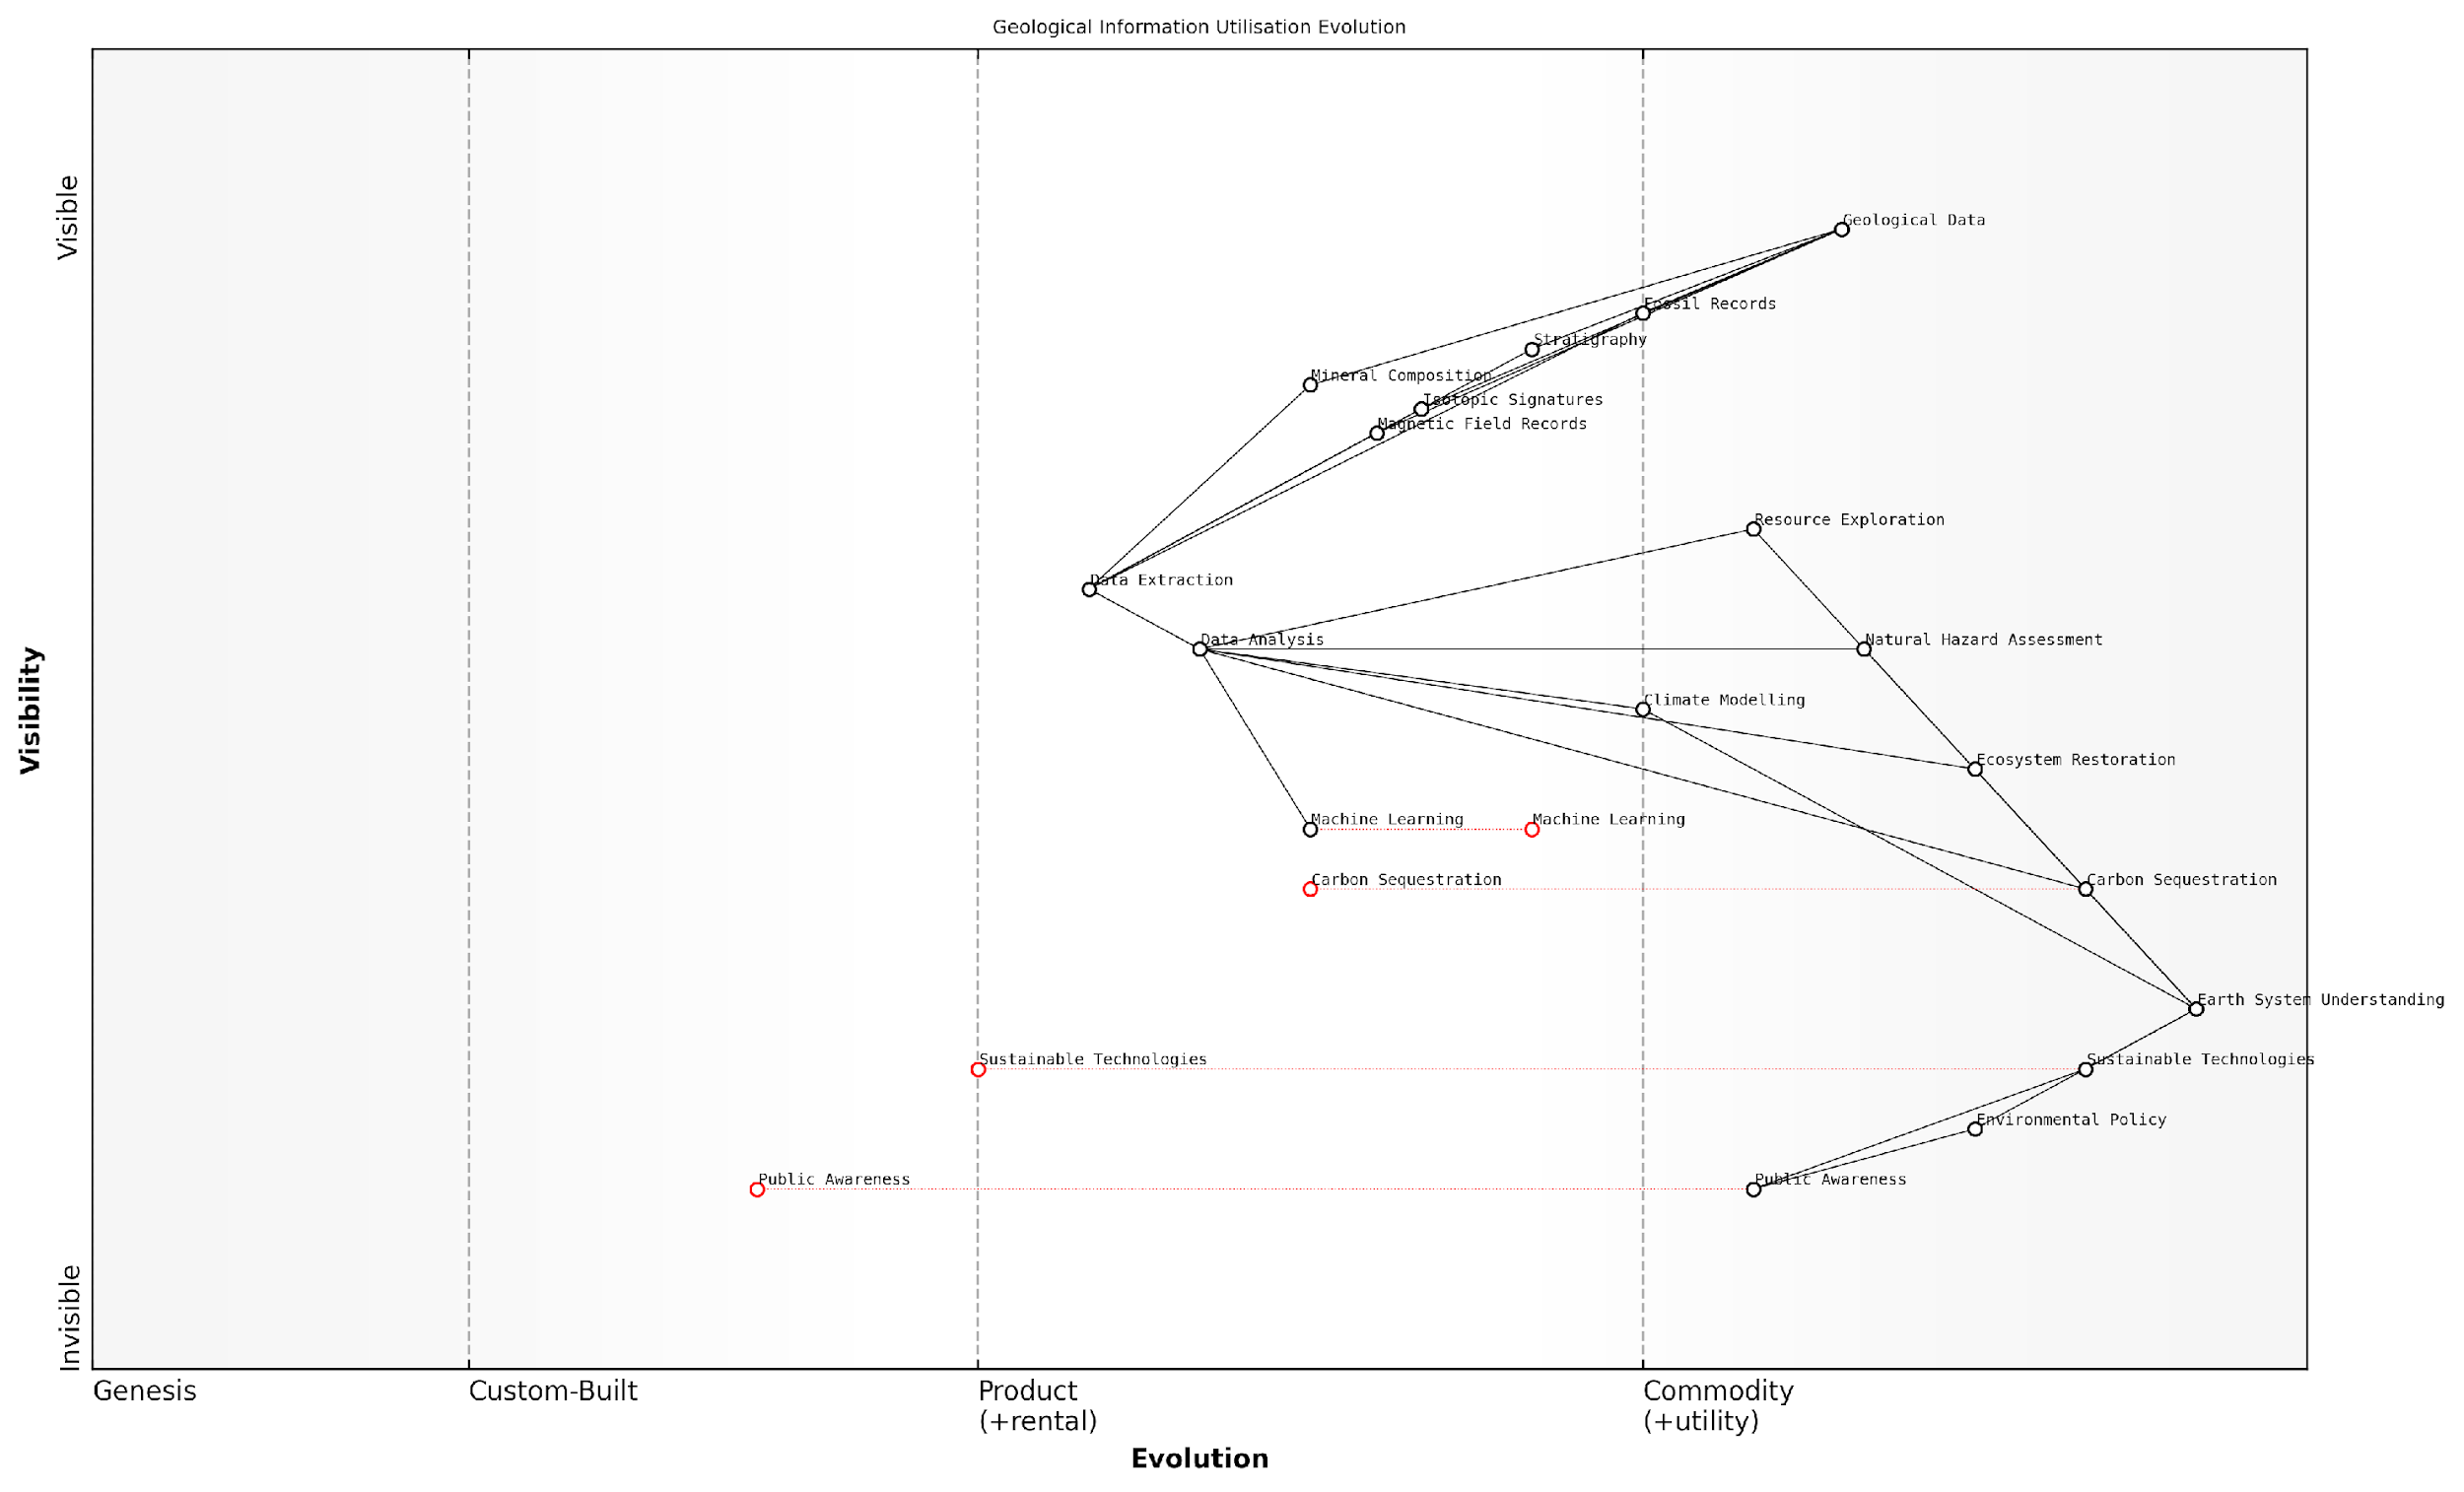 Geological Information Utilisation Evolution
Visible
Geological Data
Fossil Records
Stratigraphy
Mineral Composition
Isotopic Signatures
Magnetic Field Records
Resource Exploration
Data Extraction
Data Analysis
Natural Hazard Assessment
Climate Modelling
Visibility
Ecosystem Restoration
Machine Learning
Machine Learning
Carbon Sequestration
Carbon Sequestration
Earth System Understanding
Sustainable Technologies
Sustainable Technologies
Environmental Policy
Public Awareness
Public Awareness
Invisible
Genesis
Custom-Built
Product
(+rental)
Commodity
(+utility)
Evolution